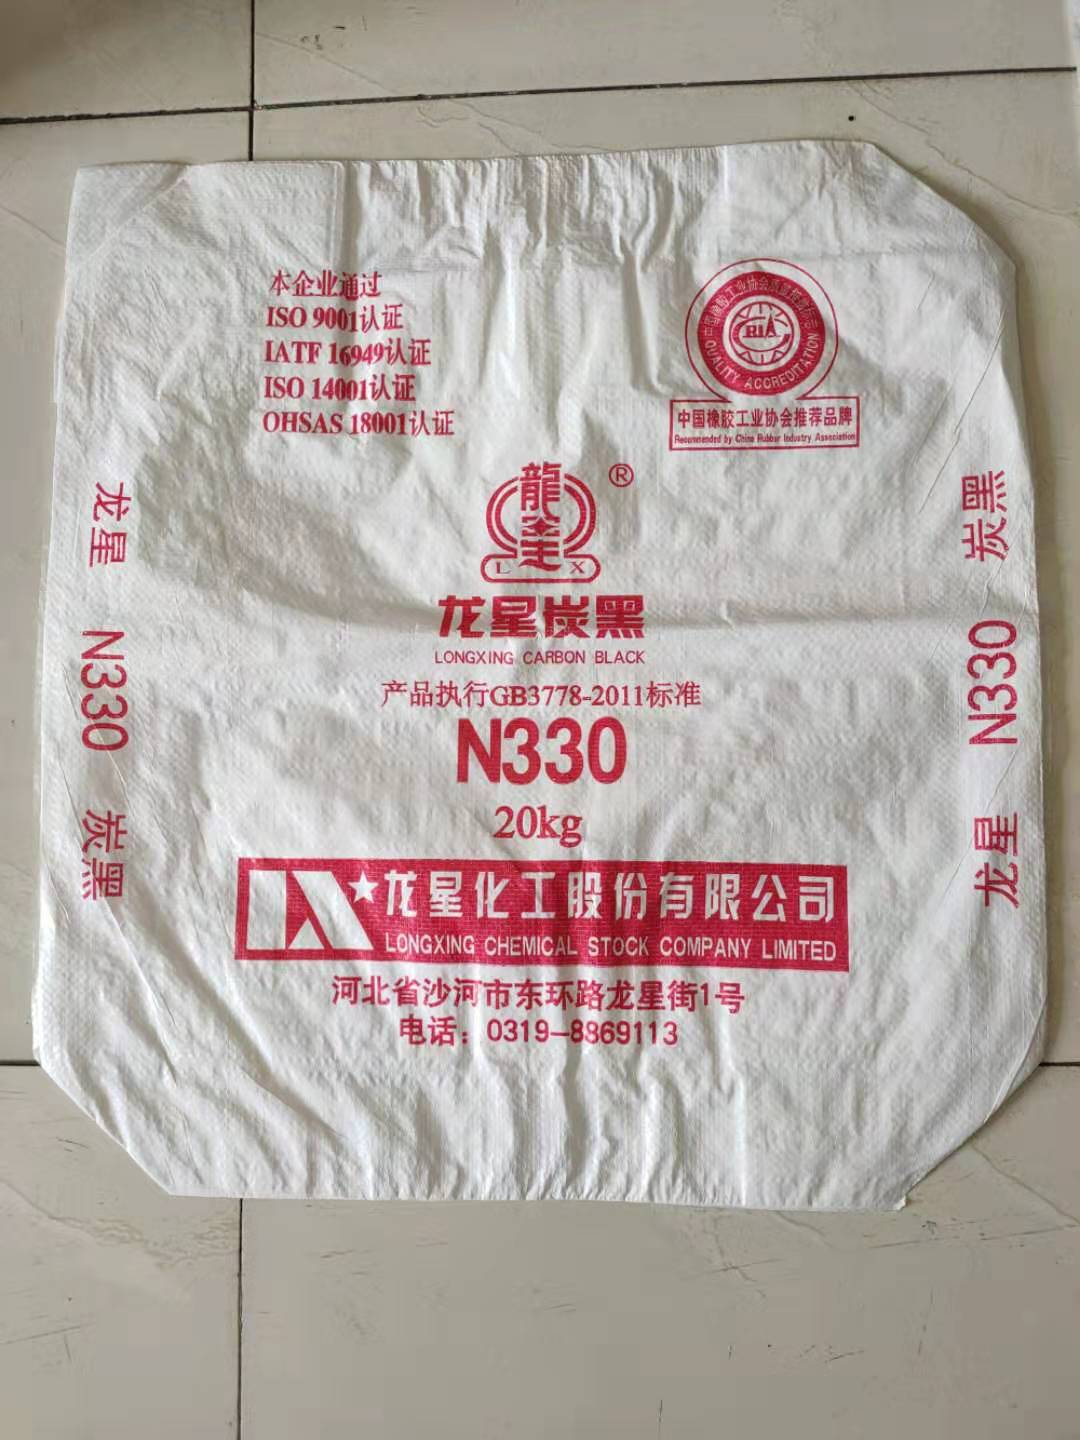 本企业通过
ISO 9001认证
IATF 16949认证
ISO 14001认证
OHSAS 18001认证
CRIA
QUALITY ACCREDITATION
中国橡胶工业协会推荐品牌
Recommended by China Rubber Industry Association
龍星
®
L X
龙星炭黑
LONGXING CARBON BLACK
产品执行GB3778-2011标准
N330
20kg
龙星化工股份有限公司
LONGXING CHEMICAL STOCK COMPANY LIMITED
河北省沙河市东环路龙星街1号
电话：0319-8869113
龙星 N330 炭黑
龙星 N330 炭黑